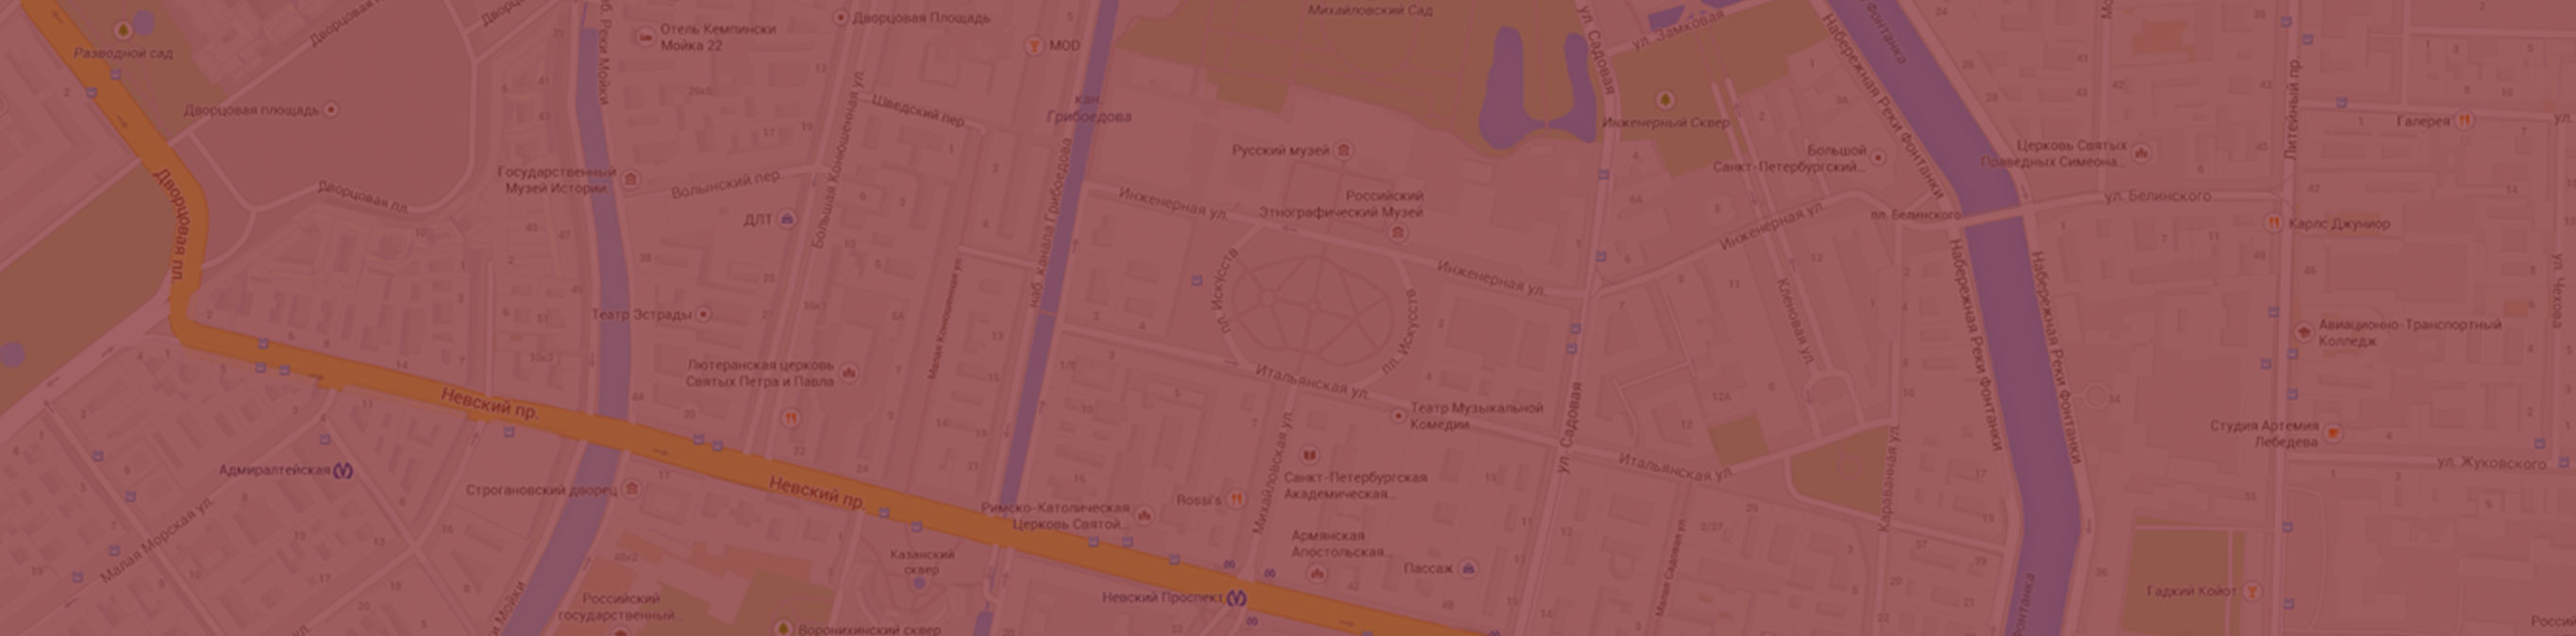 Дворцовая Площадь
Михайловский Сад
ул. Садовая
ул. Замковая
Отель Кемпински
Мойка 22
MOD
Разводной сад
Дворцовая площадь
Шведский пер.
кан.
Грибоедова
Инженерный Сквер
Набережная Реки Фонтанки
Литейный пр.
Галерея
Русский музей
Большой
Санкт-Петербургский...
Церковь Святых
Праведных Симеона...
Государственный
Музей Истории...
Волынский пер.
Большая Конюшенная ул.
Дворцовая пл.
Дворцовая пл.
Инженерная ул.
Российский
Этнографический Музей
ул. Белинского
пл. Белинского
ДЛТ
Карлс Джуниор
Инженерная ул.
Инженерная ул.
наб. канала Грибоедова
Малая Конюшенная ул.
пл. Искусств
пл. Искусств
Кленовая ул.
Набережная Реки Фонтанки
Набережная Реки Фонтанки
ул. Чехова
Театр Эстрады
Авиационно-Транспортный
Колледж
Лютеранская церковь
Святых Петра и Павла
Итальянская ул.
Невский пр.
Театр Музыкальной
Комедии
ул. Садовая
Студия Артемия
Лебедева
Итальянская ул.
ул. Жуковского
Адмиралтейская
Строгановский дворец
Невский пр.
Михайловская ул.
Санкт-Петербургская
Академическая...
Rossi's
Караванная ул.
Римско-Католическая
Церковь Святой...
Малая Морская ул.
Казанский
сквер
Армянская
Апостольская...
Пассаж
Малая Садовая ул.
Невский Проспект
Российский
государственный...
Гадкий Койот
Воронихинский сквер